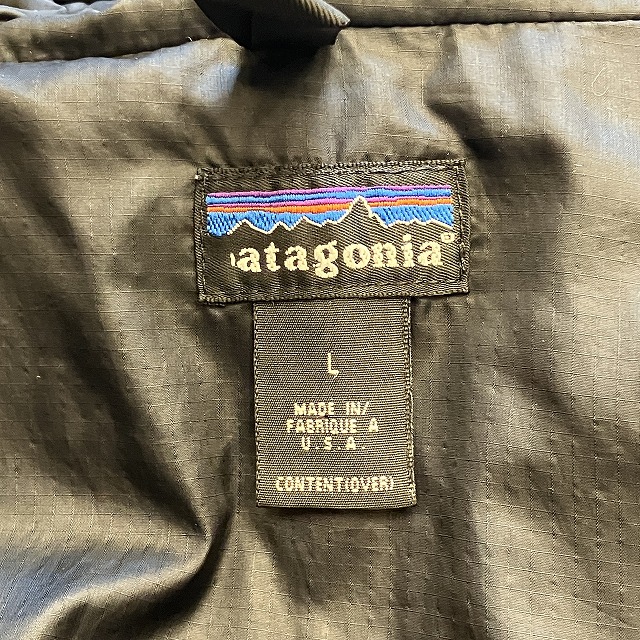 patagonia®
L
MADE IN/
FABRIQUE A
U.S.A
CONTENT(OVER)